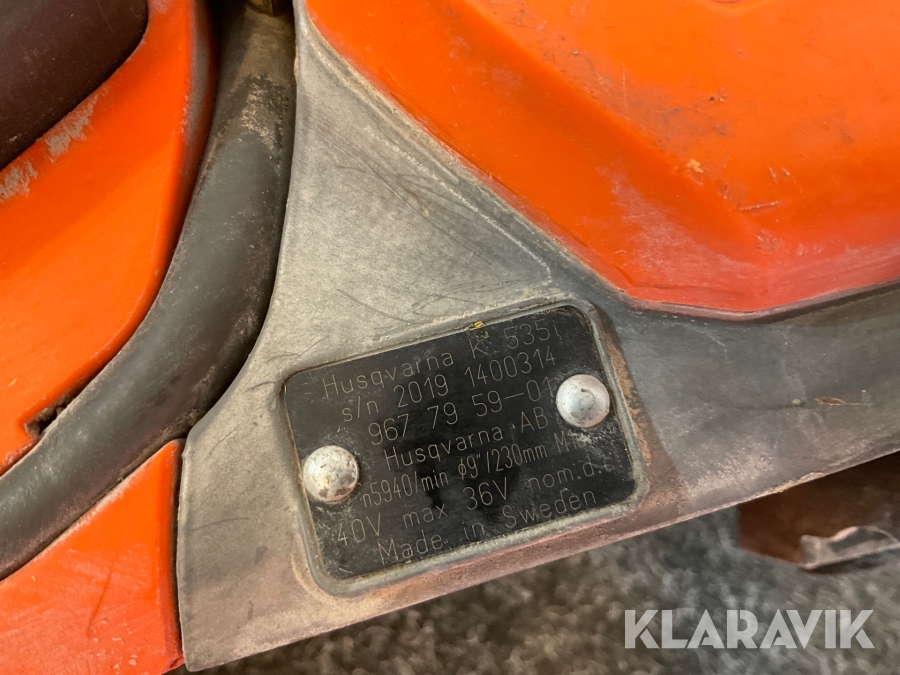 Husqvarna K 535i
s/n 2019 1400314
967 79 59-01
Husqvarna AB
n5940/min ø9"/230mm
40V max 36V nom.d.c
Made in Sweden
KLARAVIK